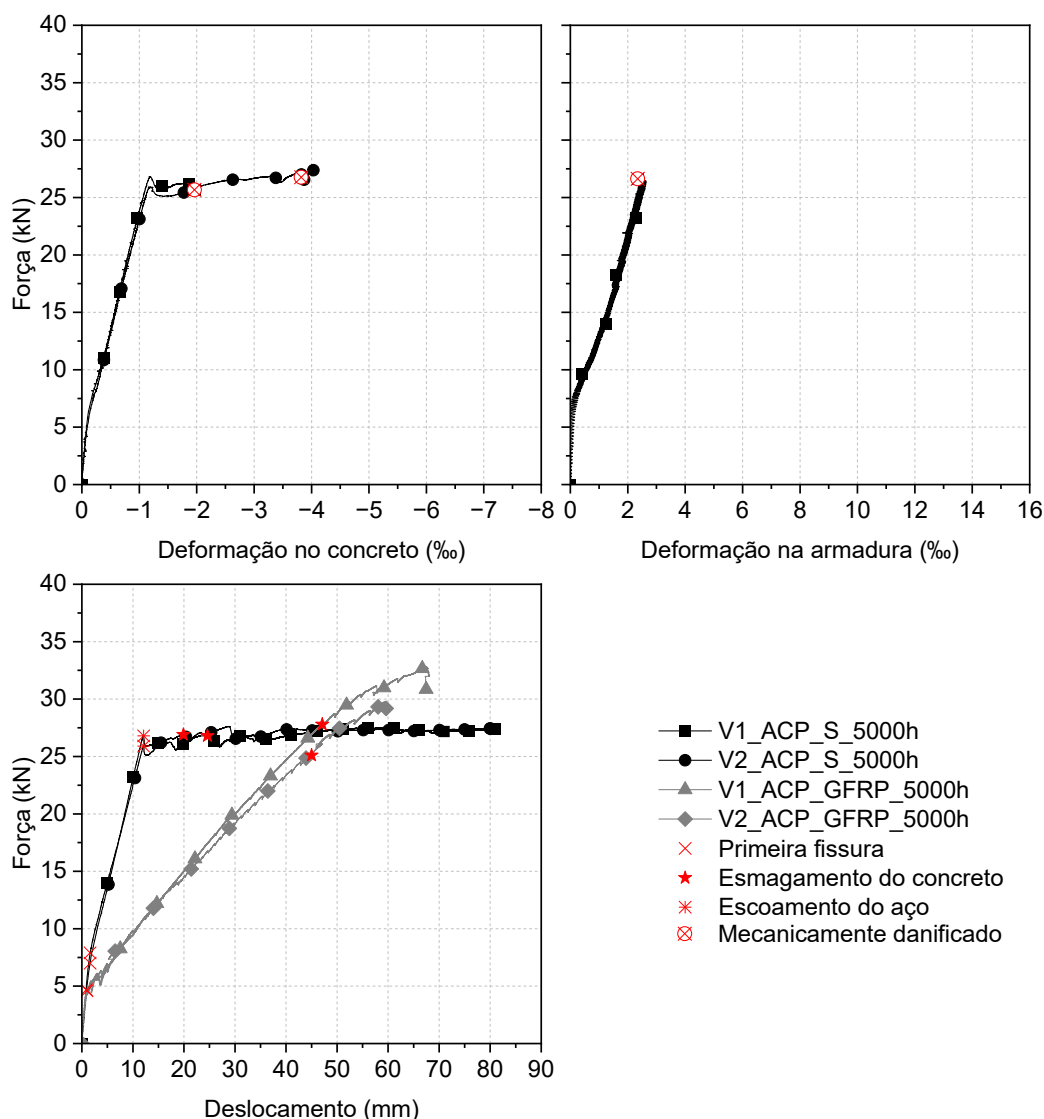 40
35
30
25
20
15
10
5
0
Força (kN)
0 −1 −2 −3 −4 −5 −6 −7 −8
Deformação no concreto (‰)
0 2 4 6 8 10 12 14 16
Deformação na armadura (‰)
40
35
30
25
20
15
10
5
0
Força (kN)
0 10 20 30 40 50 60 70 80 90
Deslocamento (mm)
V1_ACP_S_5000h
V2_ACP_S_5000h
V1_ACP_GFRP_5000h
V2_ACP_GFRP_5000h
Primeira fissura
Esmagamento do concreto
Escoamento do aço
Mecanicamente danificado